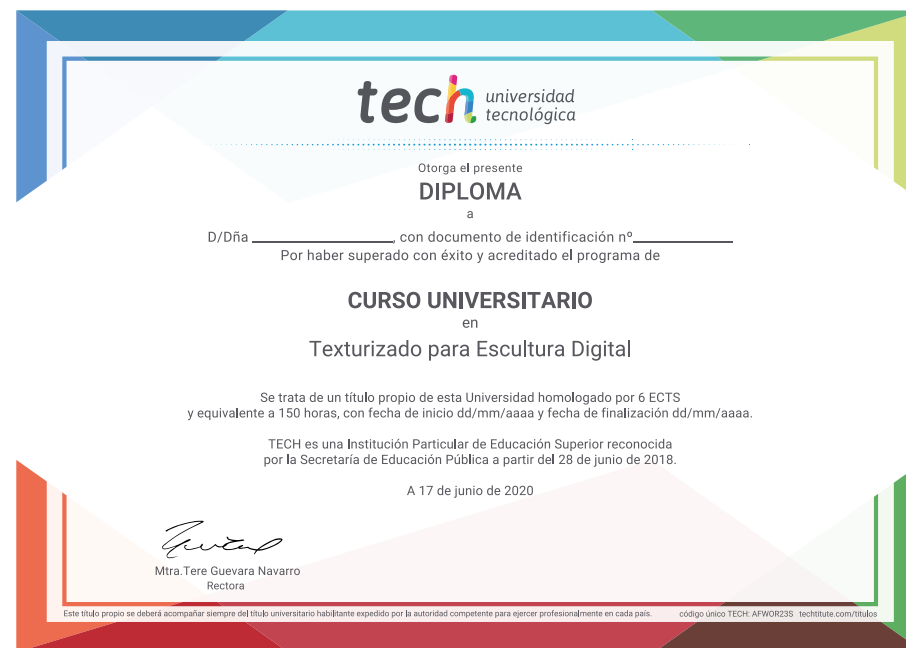 tech universidad
tecnológica
Otorga el presente
DIPLOMA
a
D/Dña ____________________, con documento de identificación nº______________
Por haber superado con éxito y acreditado el programa de
CURSO UNIVERSITARIO
en
Texturizado para Escultura Digital
Se trata de un título propio de esta Universidad homologado por 6 ECTS
y equivalente a 150 horas, con fecha de inicio dd/mm/aaaa y fecha de finalización dd/mm/aaaa.
TECH es una Institución Particular de Educación Superior reconocida
por la Secretaría de Educación Pública a partir del 28 de junio de 2018.
A 17 de junio de 2020
Mtra.Tere Guevara Navarro
Rectora
Este título propio se deberá acompañar siempre del título universitario habilitante expedido por la autoridad competente para ejercer profesionalmente en cada país. código único TECH: AFWOR23S techtitute.com/titulos